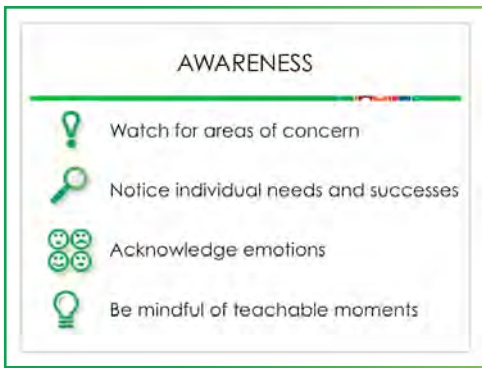 AWARENESS
Watch for areas of concern
Notice individual needs and successes
Acknowledge emotions
Be mindful of teachable moments